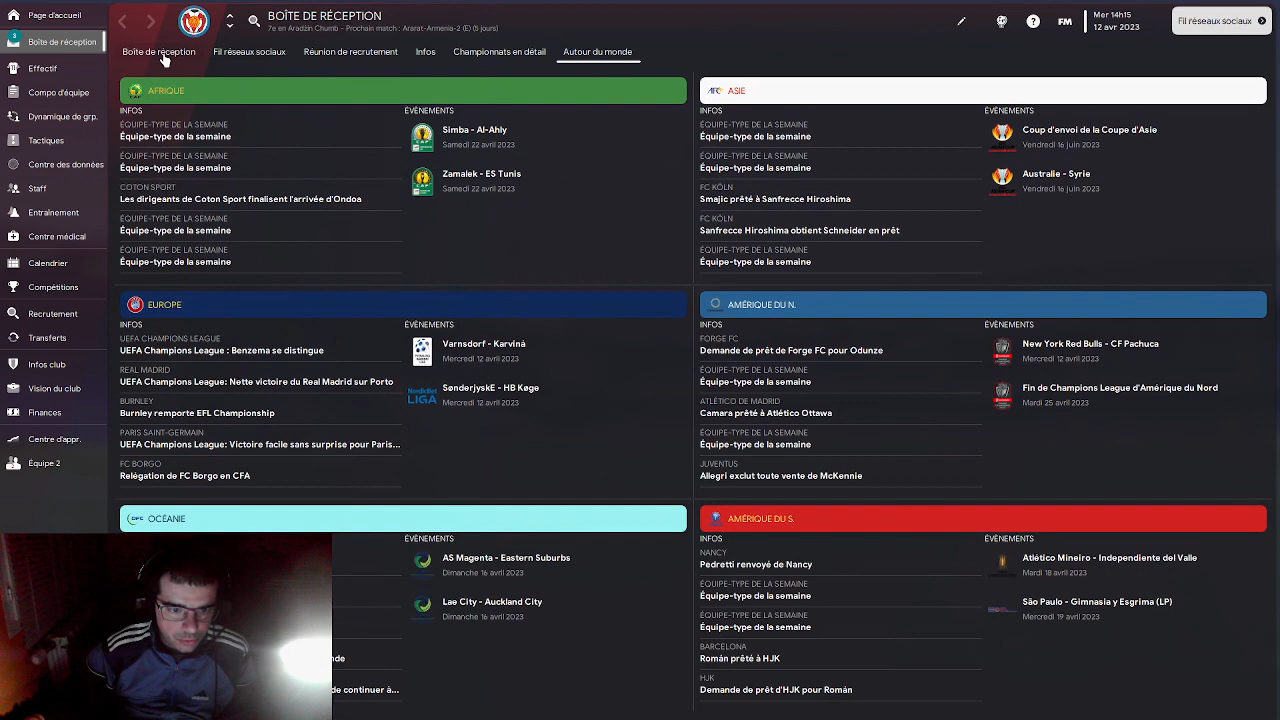 Page d'accueil
3
Boîte de réception
Effectif
Compo d'équipe
Dynamique de grp.
Tactiques
Centre des données
Staff
Entraînement
Centre médical
Calendrier
Compétitions
Recrutement
Transferts
Infos club
Vision du club
Finances
Centre d'appr.
Équipe 2
BOÎTE DE RÉCEPTION
7e en Aradzin Chumb - Prochain match : Ararat-Armenia-2 (E) (5 jours)
FM
Mer 14h15
12 avr 2023
Fil réseaux sociaux
Boîte de réception
Fil réseaux sociaux
Réunion de recrutement
Infos
Championnats en détail
Autour du monde
AFRIQUE
INFOS
ÉQUIPE-TYPE DE LA SEMAINE
Équipe-type de la semaine
ÉQUIPE-TYPE DE LA SEMAINE
Équipe-type de la semaine
COTON SPORT
Les dirigeants de Coton Sport finalisent l'arrivée d'Ondoa
ÉQUIPE-TYPE DE LA SEMAINE
Équipe-type de la semaine
ÉQUIPE-TYPE DE LA SEMAINE
Équipe-type de la semaine
ÉVÈNEMENTS
Simba - Al-Ahly
Samedi 22 avril 2023
Zamalek - ES Tunis
Samedi 22 avril 2023
AFC
ASIE
INFOS
ÉQUIPE-TYPE DE LA SEMAINE
Équipe-type de la semaine
ÉQUIPE-TYPE DE LA SEMAINE
Équipe-type de la semaine
FC KÖLN
Smajic prêté à Sanfrecce Hiroshima
FC KÖLN
Sanfrecce Hiroshima obtient Schneider en prêt
ÉQUIPE-TYPE DE LA SEMAINE
Équipe-type de la semaine
ÉVÈNEMENTS
Coup d'envoi de la Coupe d'Asie
Vendredi 16 juin 2023
Australie - Syrie
Vendredi 16 juin 2023
EUROPE
INFOS
UEFA CHAMPIONS LEAGUE
UEFA Champions League : Benzema se distingue
REAL MADRID
UEFA Champions League: Nette victoire du Real Madrid sur Porto
BURNLEY
Burnley remporte EFL Championship
PARIS SAINT-GERMAIN
UEFA Champions League: Victoire facile sans surprise pour Paris...
FC BORGO
Relégation de FC Borgo en CFA
ÉVÈNEMENTS
Varnsdorf - Karviná
Mercredi 12 avril 2023
NordicBet
LIGA
SønderjyskE - HB Køge
Mercredi 12 avril 2023
AMÉRIQUE DU N.
INFOS
FORGE FC
Demande de prêt de Forge FC pour Odunze
ÉQUIPE-TYPE DE LA SEMAINE
Équipe-type de la semaine
ATLÉTICO DE MADRID
Camara prêté à Atlético Ottawa
ÉQUIPE-TYPE DE LA SEMAINE
Équipe-type de la semaine
JUVENTUS
Allegri exclut toute vente de McKennie
ÉVÈNEMENTS
New York Red Bulls - CF Pachuca
Mercredi 12 avril 2023
Fin de Champions League d'Amérique du Nord
Mardi 25 avril 2023
OFC
OCÉANIE
nde
de continuer à...
ÉVÈNEMENTS
AS Magenta - Eastern Suburbs
Dimanche 16 avril 2023
Lae City - Auckland City
Dimanche 16 avril 2023
AMÉRIQUE DU S.
INFOS
NANCY
Pedretti renvoyé de Nancy
ÉQUIPE-TYPE DE LA SEMAINE
Équipe-type de la semaine
ÉQUIPE-TYPE DE LA SEMAINE
Équipe-type de la semaine
BARCELONA
Román prêté à HJK
HJK
Demande de prêt d'HJK pour Román
ÉVÈNEMENTS
Atlético Mineiro - Independiente del Valle
Mardi 18 avril 2023
São Paulo - Gimnasia y Esgrima (LP)
Mercredi 19 avril 2023